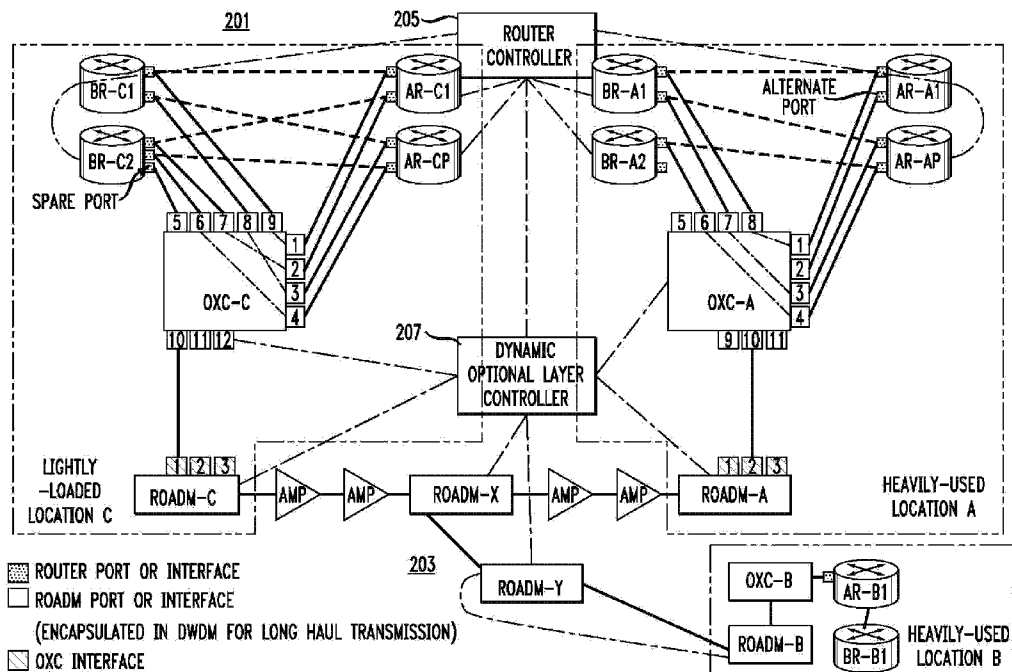 201
205
ROUTER
CONTROLLER
BR-C1
AR-C1
BR-A1
ALTERNATE
PORT
AR-A1
BR-C2
AR-CP
BR-A2
AR-AP
SPARE PORT
5 6 7 8 9
1
2
3
4
OXC-C
10 11 12
5 6 7 8
1
2
3
4
OXC-A
9 10 11
207
DYNAMIC
OPTIONAL LAYER
CONTROLLER
LIGHTLY
-LOADED
LOCATION C
1 2 3
ROADM-C
AMP
AMP
ROADM-X
AMP
AMP
1 2 3
ROADM-A
HEAVILY-USED
LOCATION A
203
ROADM-Y
OXC-B
AR-B1
ROADM-B
BR-B1
HEAVILY-USED
LOCATION B
ROUTER PORT OR INTERFACE
ROADM PORT OR INTERFACE
(ENCAPSULATED IN DWDM FOR LONG HAUL TRANSMISSION)
OXC INTERFACE